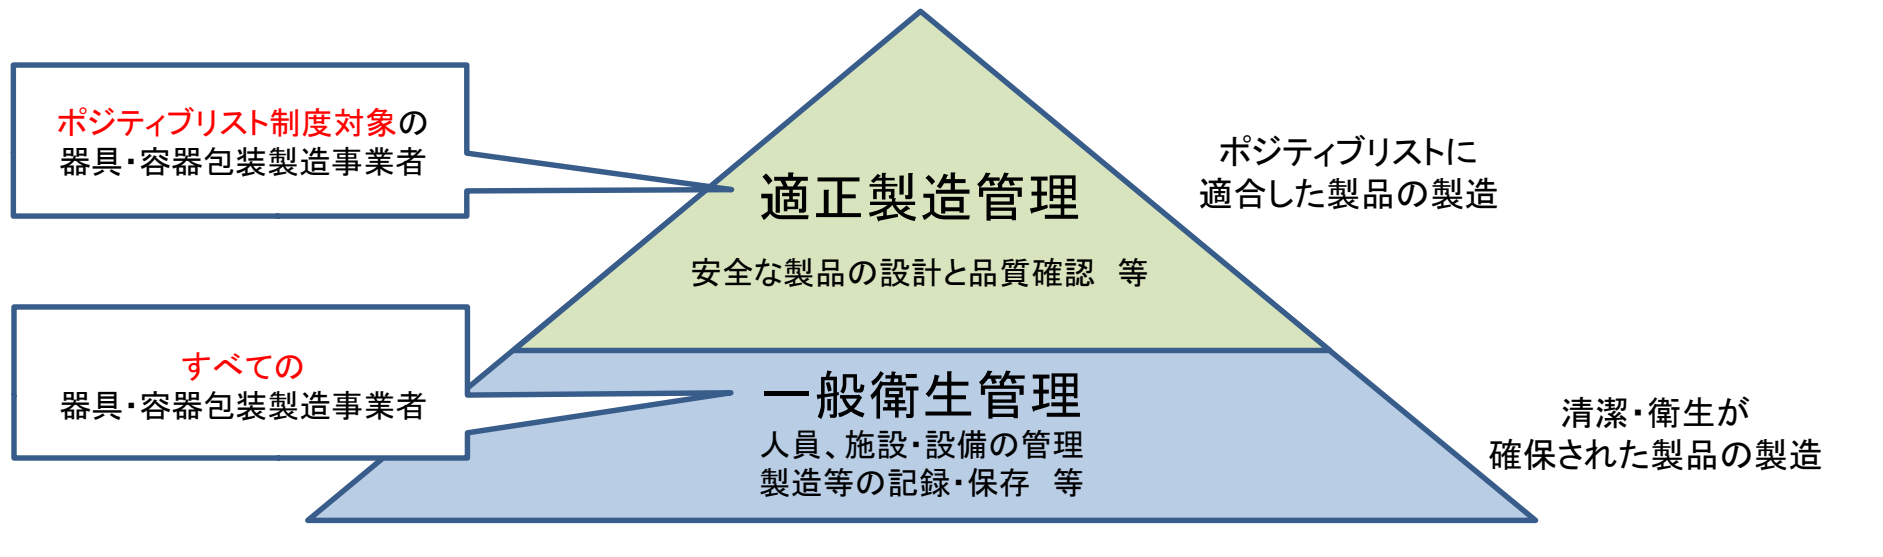 ポジティブリスト制度対象の
器具・容器包装製造事業者
適正製造管理
安全な製品の設計と品質確認　等
ポジティブリストに
適合した製品の製造
すべての
器具・容器包装製造事業者
一般衛生管理
人員、施設・設備の管理
製造等の記録・保存　等
清潔・衛生が
確保された製品の製造